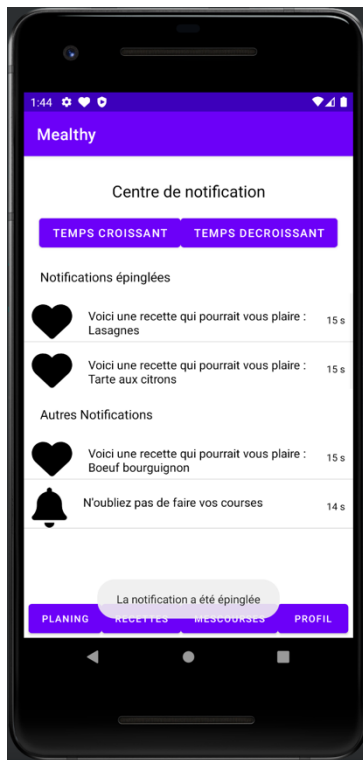 1:44
Mealthy
Centre de notification
TEMPS CROISSANT TEMPS DECROISSANT
Notifications épinglées
Voici une recette qui pourrait vous plaire :
Lasagnes
15 s
Voici une recette qui pourrait vous plaire :
Tarte aux citrons
15 s
Autres Notifications
Voici une recette qui pourrait vous plaire :
Boeuf bourguignon
15 s
N'oubliez pas de faire vos courses
14 s
La notification a été épinglée
PLANING RECETTES MESCOURSES PROFIL